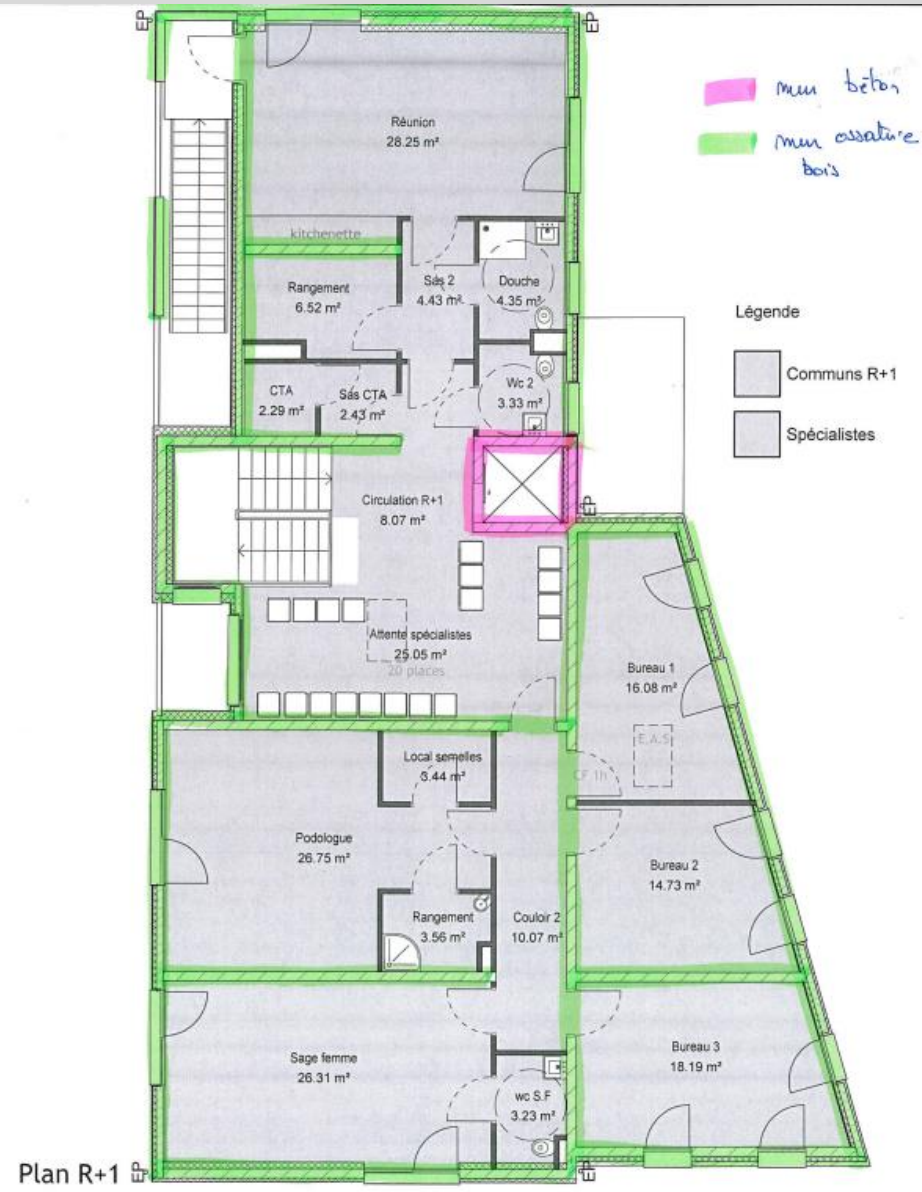 EP
EP
mur béton
mur ossature
bois
Réunion
28.25 m²
kitchenette
Rangement
6.52 m²
Sas 2
4.43 m²
Douche
4.35 m²
Légende
Communs R+1
Spécialistes
CTA
2.29 m²
Sas CTA
2.43 m²
Wc 2
3.33 m²
Circulation R+1
8.07 m²
EP
Attente spécialistes
25.05 m²
20 places
Bureau 1
16.08 m²
E.A.S
CF 1h
Local semelles
3.44 m²
Podologue
26.75 m²
Bureau 2
14.73 m²
Rangement
3.56 m²
Couloir 2
10.07 m²
Bureau 3
18.19 m²
Sage femme
26.31 m²
wc S.F
3.23 m²
Plan R+1
EP
EP